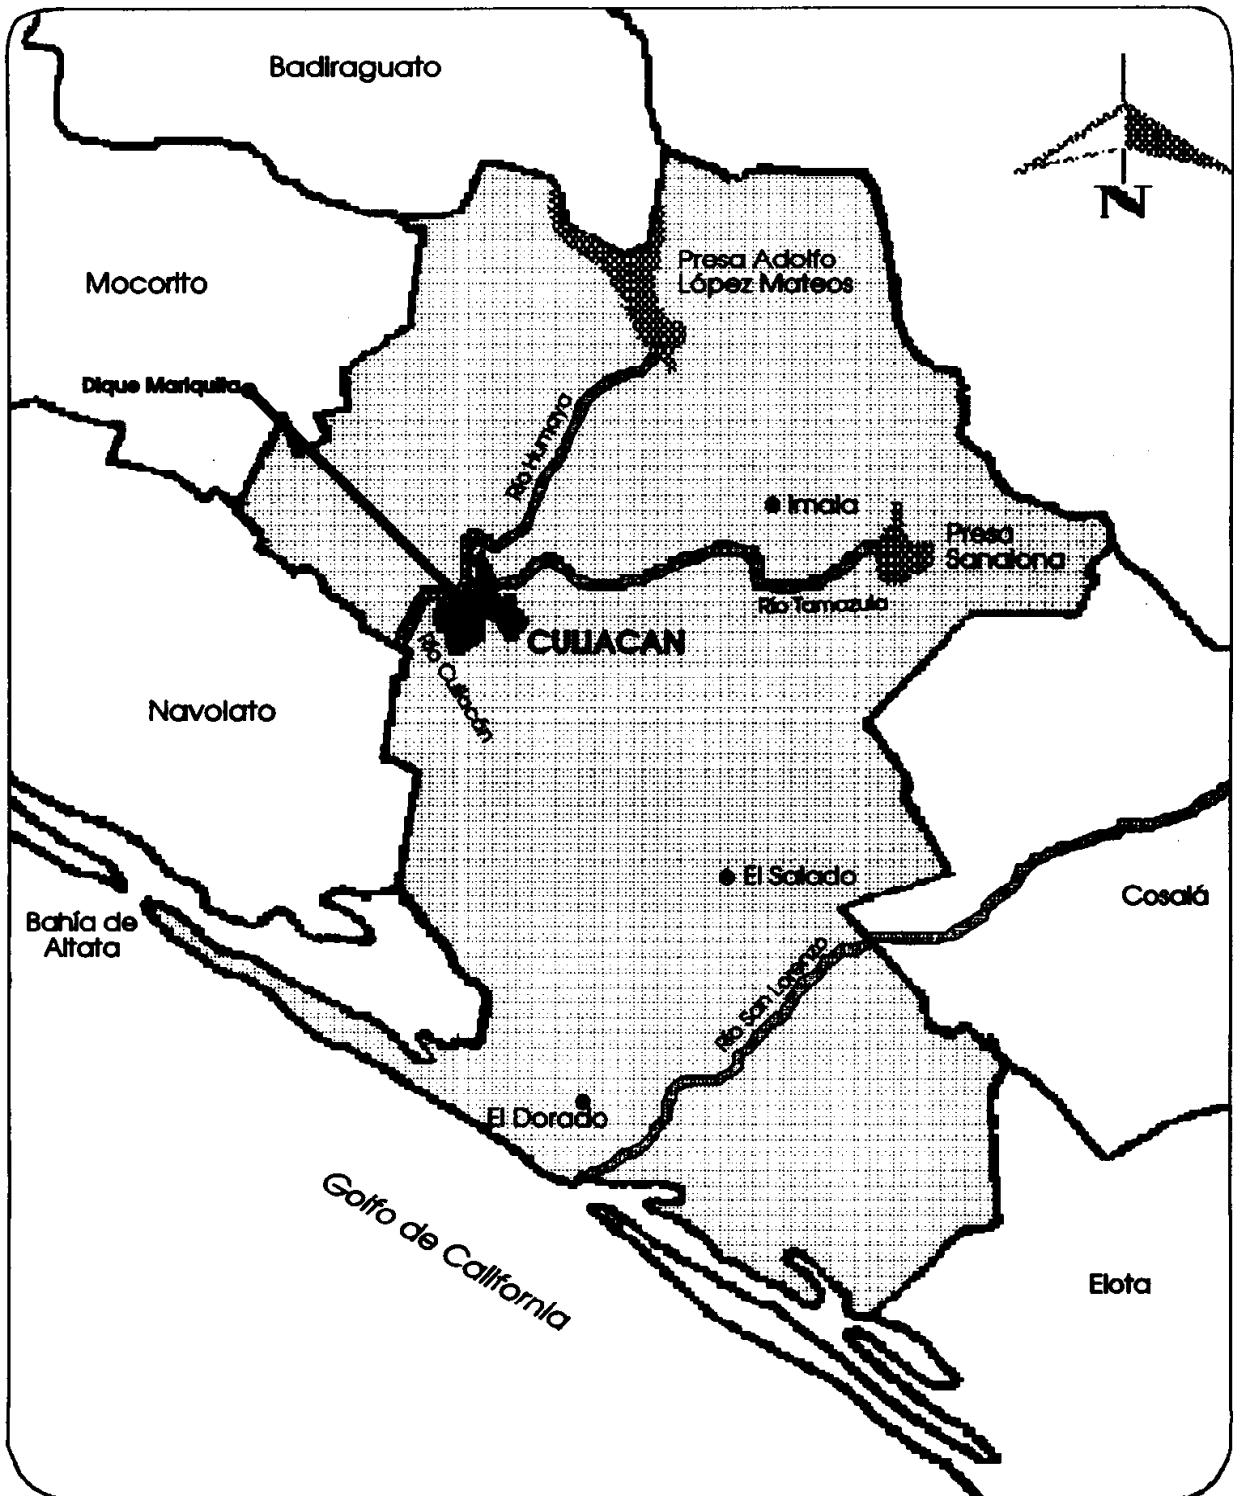 Badiraguato
N
Presa Adolfo
López Mateos
Mocorito
Dique Mariquita
Río Humaya
Imala
Presa
Sanalona
Río Tamazula
CULIACAN
Río Culiacán
Navolato
El Salado
Cosalá
Bahía de
Altata
Río San Lorenzo
El Dorado
Golfo de California
Elota